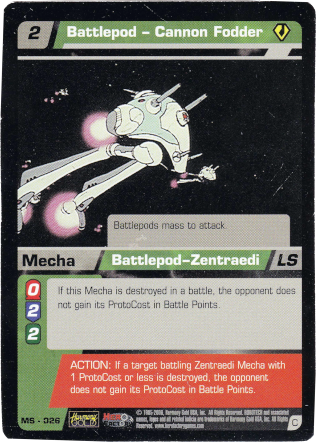 2 Battlepod – Cannon Fodder
Battlepods mass to attack.
Mecha Battlepod–Zentraedi LS
0
2
2
If this Mecha is destroyed in a battle, the opponent does
not gain its ProtoCost in Battle Points.
ACTION: If a target battling Zentraedi Mecha with
1 ProtoCost or less is destroyed, the opponent
does not gain its ProtoCost in Battle Points.
MS - 326
Harmony
GOLD
C